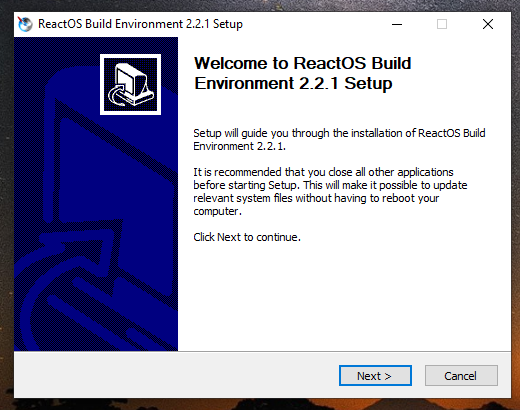 ReactOS Build Environment 2.2.1 Setup
Welcome to ReactOS Build
Environment 2.2.1 Setup
Setup will guide you through the installation of ReactOS Build
Environment 2.2.1.
It is recommended that you close all other applications
before starting Setup. This will make it possible to update
relevant system files without having to reboot your
computer.
Click Next to continue.
Next >
Cancel